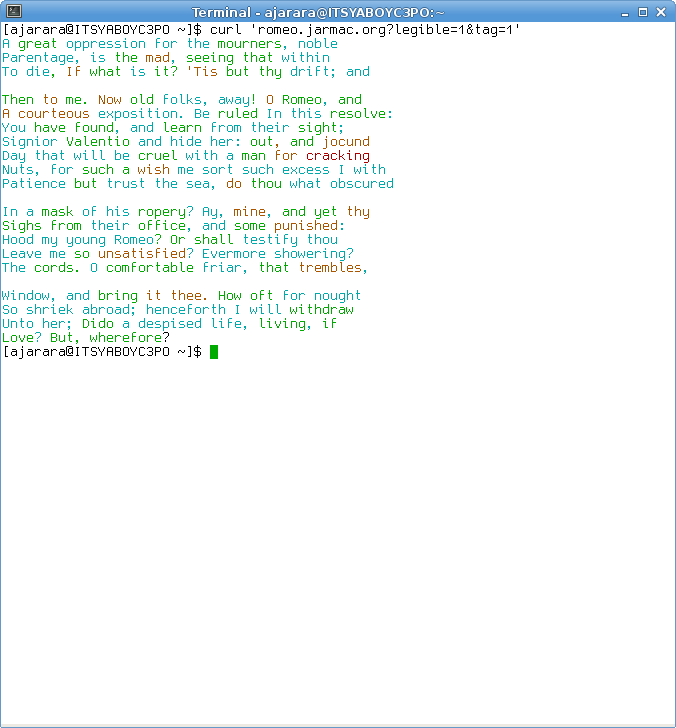 Terminal - ajarara@ITSYABOYC3PO:~
[ajarara@ITSYABOYC3PO ~]$ curl 'romeo.jarmac.org?legible=1&tag=1'
A great oppression for the mourners, noble
Parentage, is the mad, seeing that within
To die, If what is it? 'Tis but thy drift; and
Then to me. Now old folks, away! O Romeo, and
A courteous exposition. Be ruled In this resolve:
You have found, and learn from their sight;
Signior Valentio and hide her: out, and jocund
Day that will be cruel with a man for cracking
Nuts, for such a wish me sort such excess I with
Patience but trust the sea, do thou what obscured
In a mask of his ropery? Ay, mine, and yet thy
Sighs from their office, and some punished:
Hood my young Romeo? Or shall testify thou
Leave me so unsatisfied? Evermore showering?
The cords. O comfortable friar, that trembles,
Window, and bring it thee. How oft for nought
So shriek abroad; henceforth I will withdraw
Unto her; Dido a despised life, living, if
Love? But, wherefore?
[ajarara@ITSYABOYC3PO ~]$